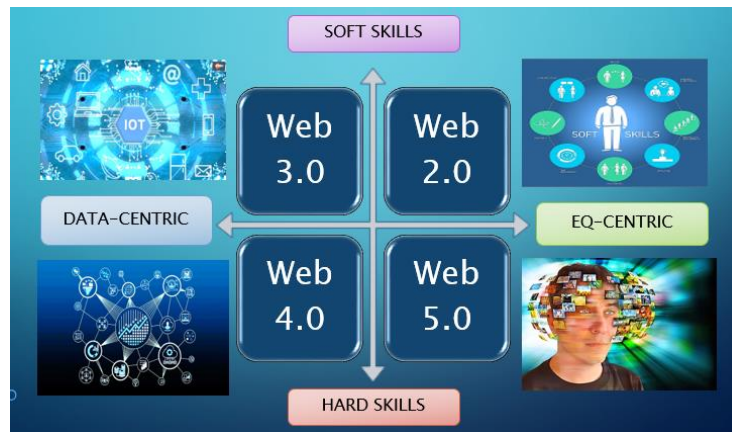 SOFT SKILLS
IOT
Web
3.0
Web
2.0
SOFT SKILLS
DATA-CENTRIC
EQ-CENTRIC
Web
4.0
Web
5.0
HARD SKILLS